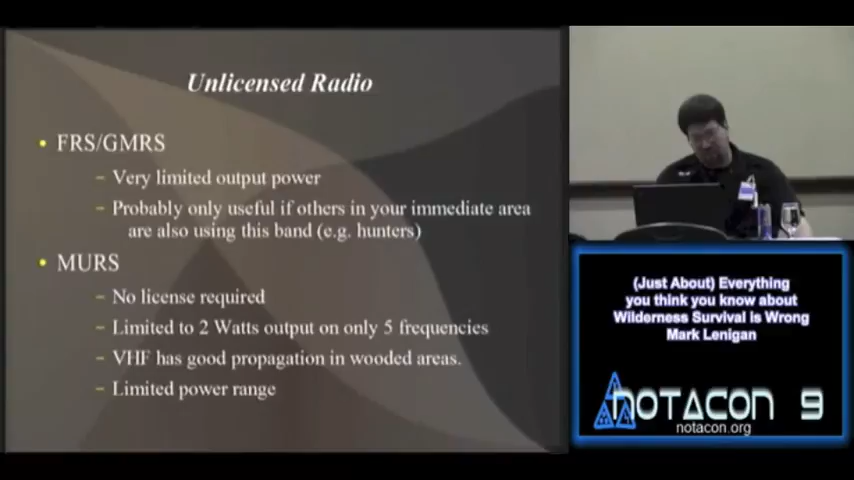 Unlicensed Radio
FRS/GMRS
Very limited output power
Probably only useful if others in your immediate area
are also using this band (e.g. hunters)
MURS
No license required
Limited to 2 Watts output on only 5 frequencies
VHF has good propagation in wooded areas.
Limited power range
(Just About) Everything
you think you know about
Wilderness Survival is Wrong
Mark Lenigan
NOTACON 9
notacon.org